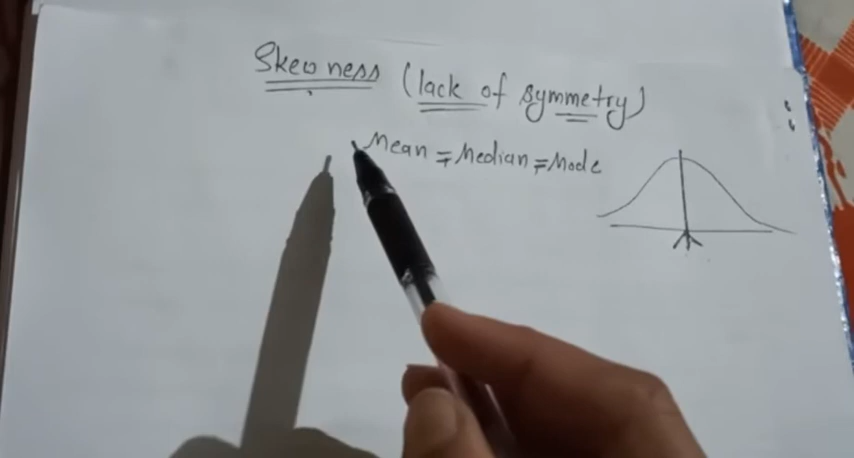 Skewness (lack of symmetry)
Mean ≠ Median ≠ Mode